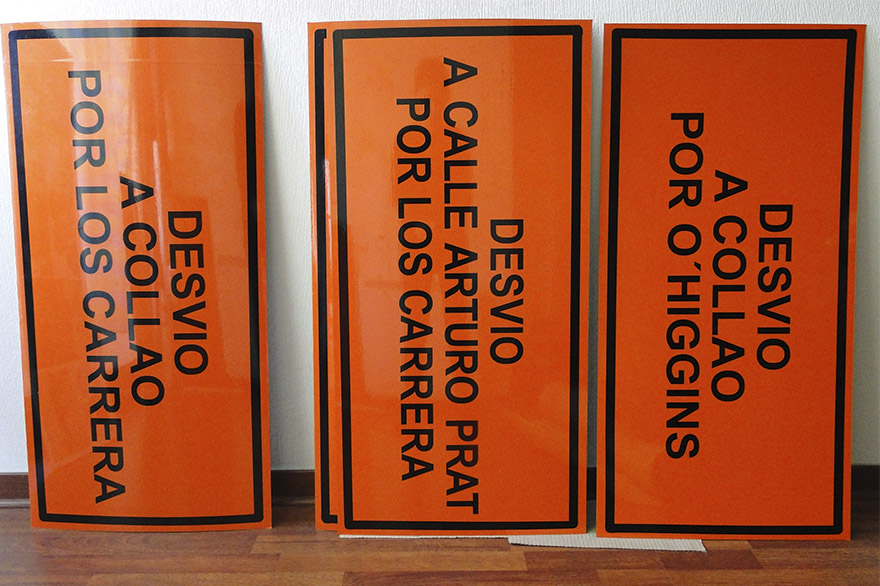 DESVIO
A COLLAO
POR LOS CARRERA
DESVIO
A CALLE ARTURO PRAT
POR LOS CARRERA
DESVIO
A COLLAO
POR O´HIGGINS